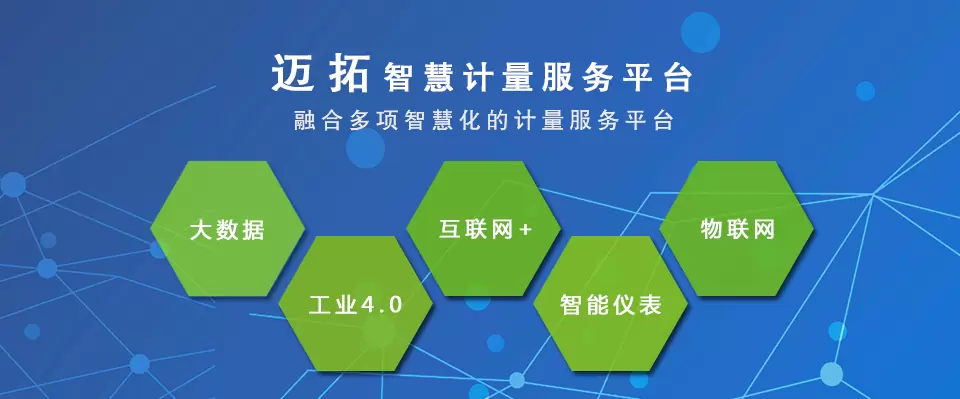 迈拓智慧计量服务平台
融合多项智慧化的计量服务平台
大数据
工业4.0
互联网+
智能仪表
物联网